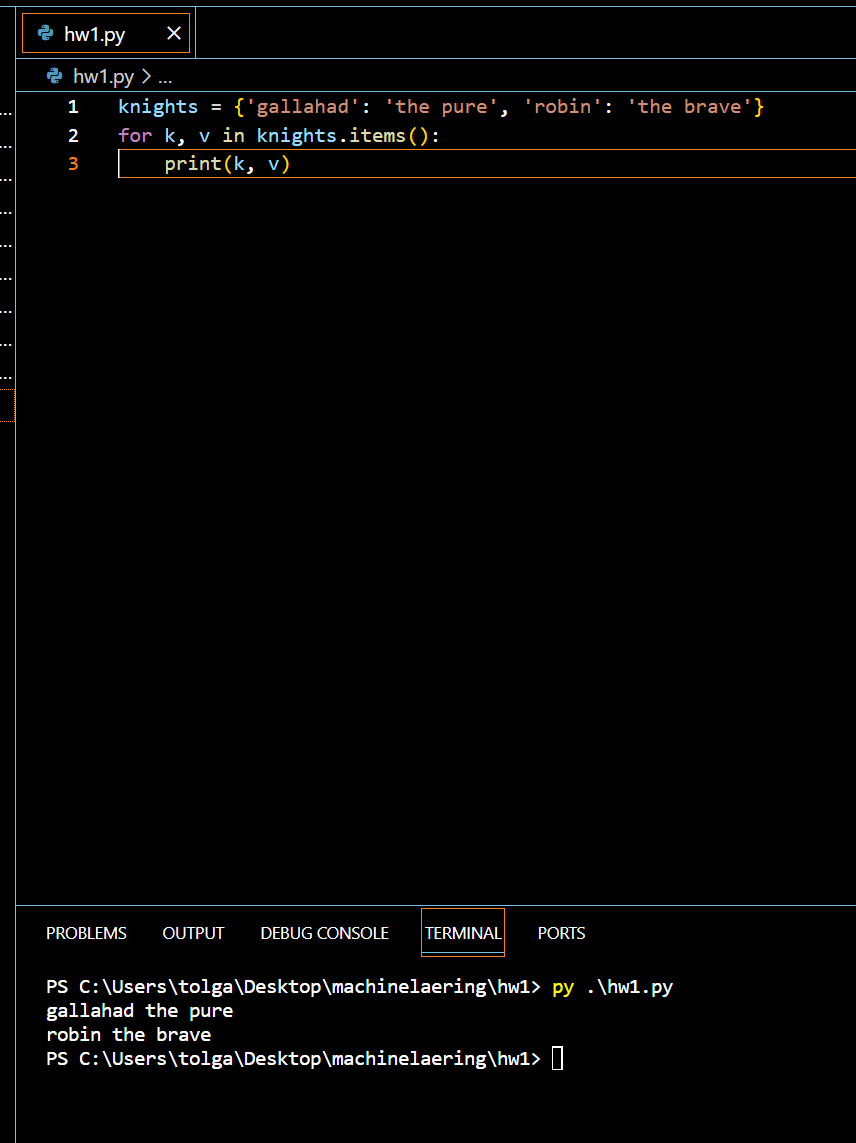 hw1.py ×
hw1.py > ...
1 knights = {'gallahad': 'the pure', 'robin': 'the brave'}
2 for k, v in knights.items():
3     print(k, v)
PROBLEMS OUTPUT DEBUG CONSOLE TERMINAL PORTS
PS C:\Users\tolga\Desktop\machinelaering\hw1> py .\hw1.py
gallahad the pure
robin the brave
PS C:\Users\tolga\Desktop\machinelaering\hw1>